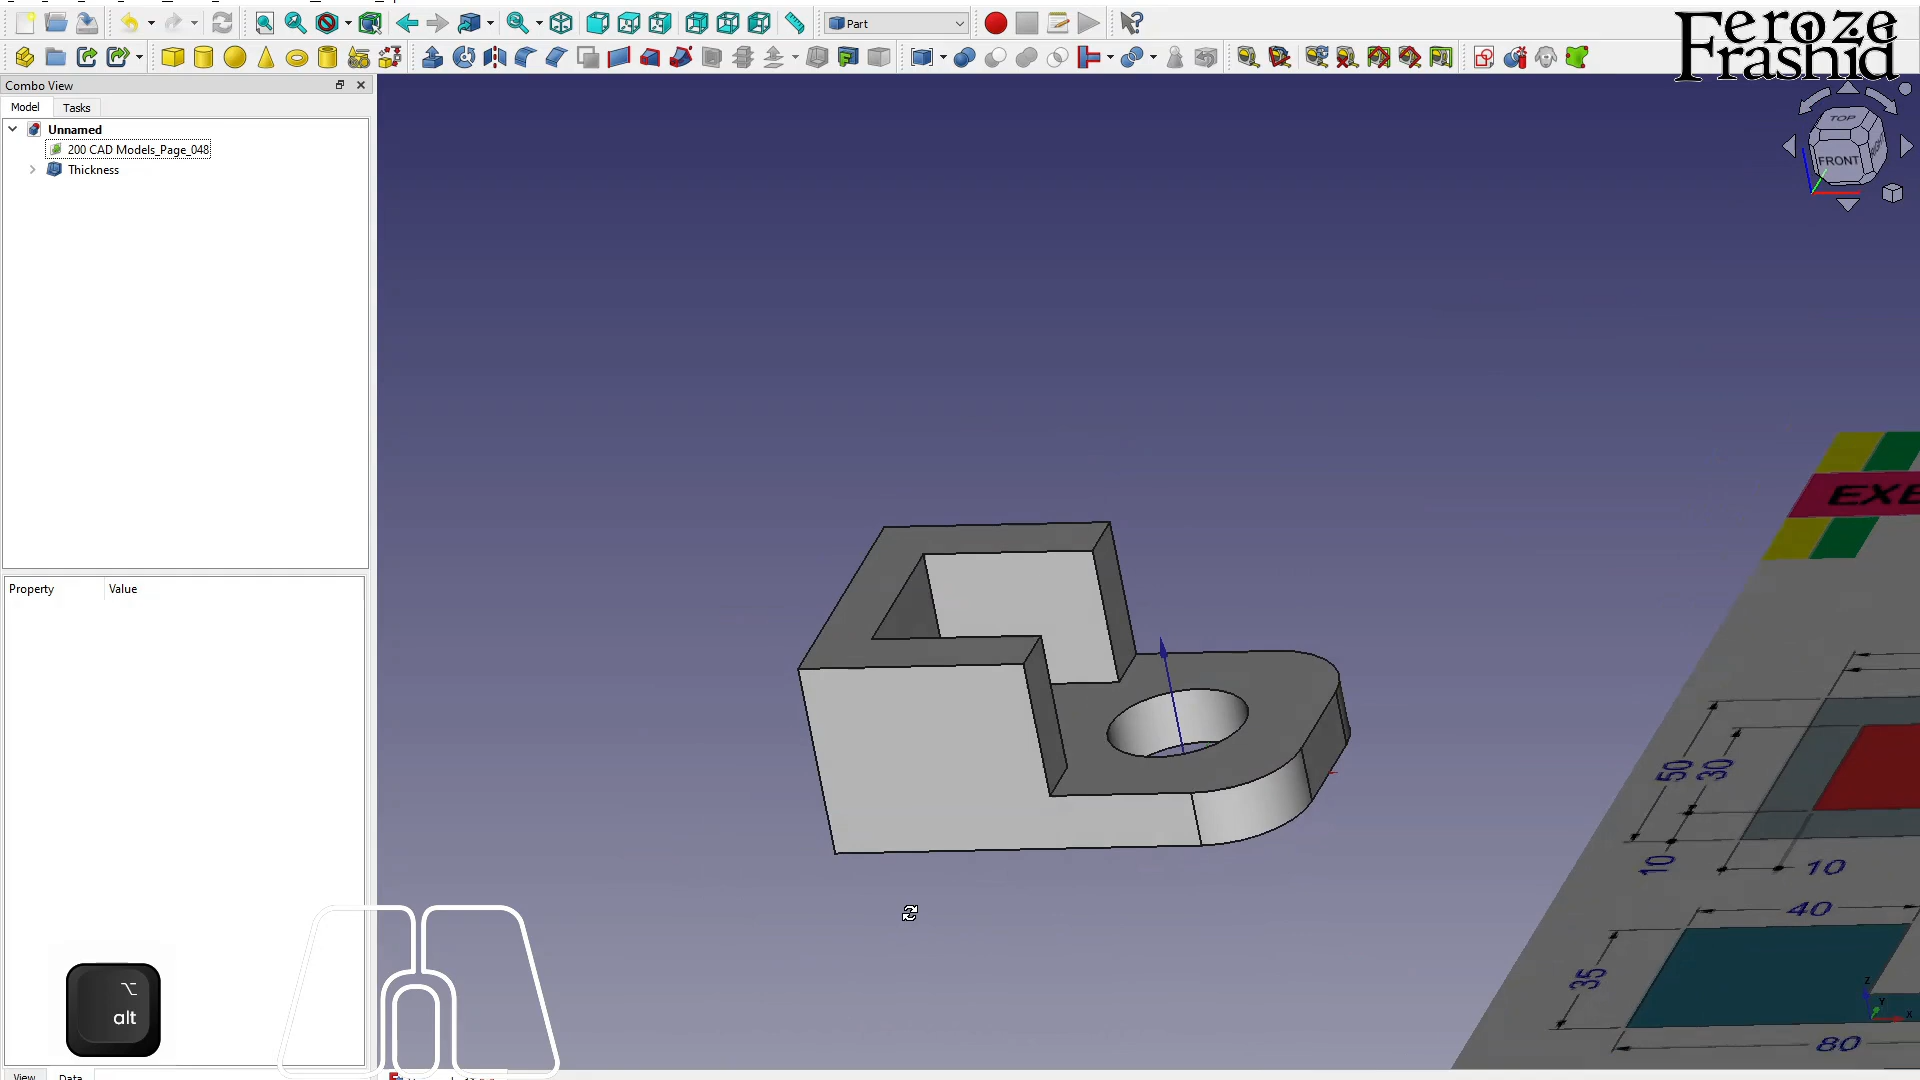 Part
Feroze
Frashid
Combo View
Model
Tasks
Unnamed
200 CAD Models_Page_048
Thickness
TOP
FRONT
RIGHT
Property
Value
EXE
50
30
10
10
40
35
80
Z
Y
X
alt
View
Data